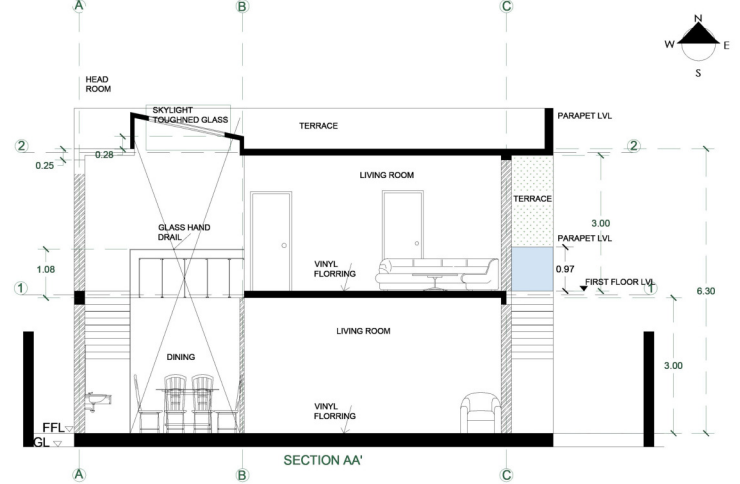 A
B
C
N
W
E
S
HEAD
ROOM
SKYLIGHT
TOUGHNED GLASS
TERRACE
PARAPET LVL
2
2
0.25
0.28
LIVING ROOM
TERRACE
3.00
GLASS HAND
DRAIL
PARAPET LVL
1.08
VINYL
FLORRING
0.97
FIRST FLOOR LVL
1
1
6.30
LIVING ROOM
DINING
3.00
VINYL
FLORRING
FFL
GL
SECTION AA'
A
B
C